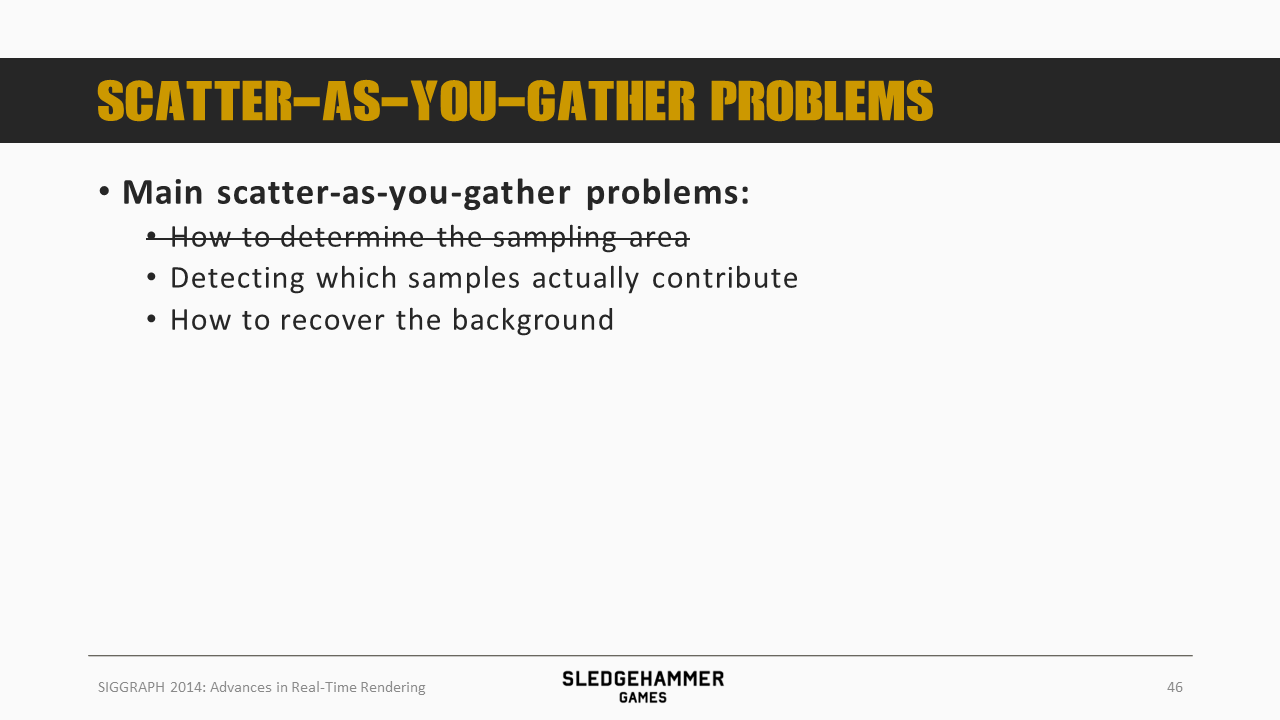 SCATTER-AS-YOU-GATHER PROBLEMS
• Main scatter-as-you-gather problems:
• How to determine the sampling area
• Detecting which samples actually contribute
• How to recover the background
SIGGRAPH 2014: Advances in Real-Time Rendering
SLEDGEHAMMER
GAMES
46